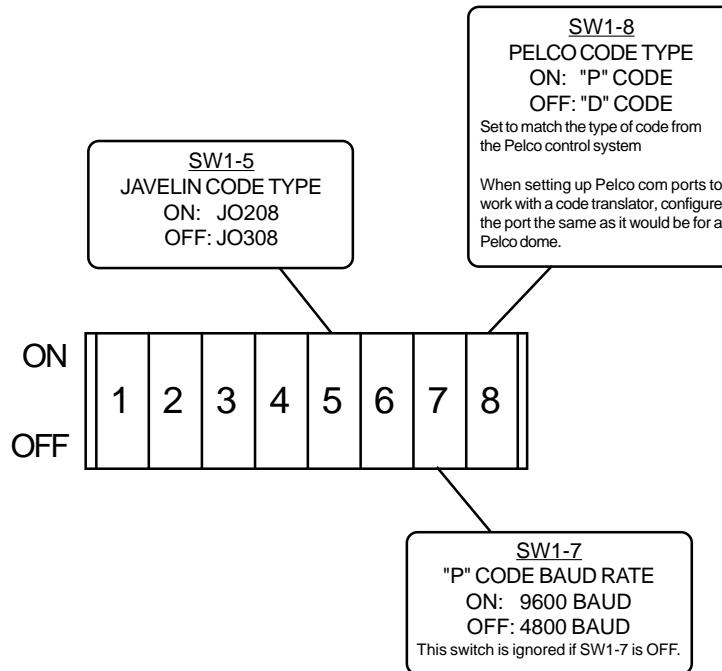 SW1-8
PELCO CODE TYPE
ON: "P" CODE
OFF: "D" CODE
Set to match the type of code from
the Pelco control system
When setting up Pelco com ports to
work with a code translator, configure
the port the same as it would be for a
Pelco dome.
SW1-5
JAVELIN CODE TYPE
ON: JO208
OFF: JO308
ON
OFF
1 2 3 4 5 6 7 8
SW1-7
"P" CODE BAUD RATE
ON: 9600 BAUD
OFF: 4800 BAUD
This switch is ignored if SW1-7 is OFF.